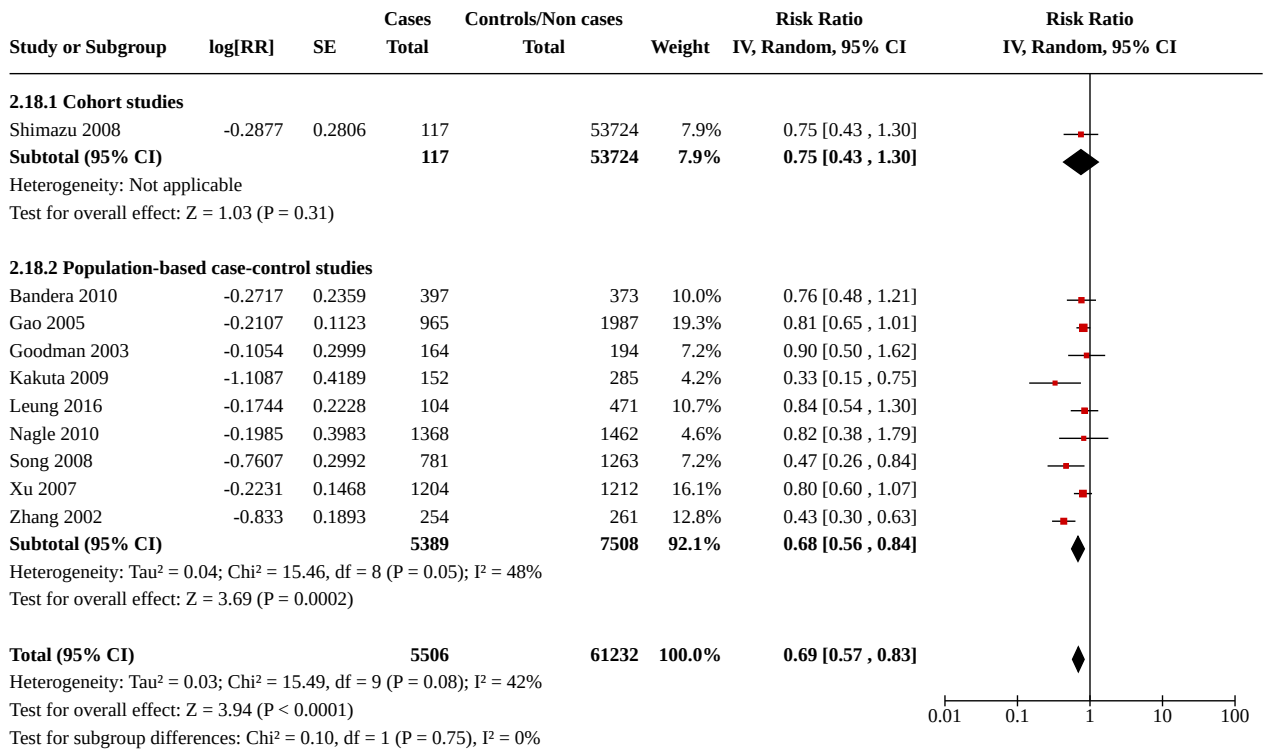 Cases Controls/Non cases Risk Ratio Risk Ratio
Study or Subgroup log[RR] SE Total Total Weight IV, Random, 95% CI IV, Random, 95% CI
2.18.1 Cohort studies
Shimazu 2008 -0.2877 0.2806 117 53724 7.9% 0.75 [0.43 , 1.30]
Subtotal (95% CI) 117 53724 7.9% 0.75 [0.43 , 1.30]
Heterogeneity: Not applicable
Test for overall effect: Z = 1.03 (P = 0.31)
2.18.2 Population-based case-control studies
Bandera 2010 -0.2717 0.2359 397 373 10.0% 0.76 [0.48 , 1.21]
Gao 2005 -0.2107 0.1123 965 1987 19.3% 0.81 [0.65 , 1.01]
Goodman 2003 -0.1054 0.2999 164 194 7.2% 0.90 [0.50 , 1.62]
Kakuta 2009 -1.1087 0.4189 152 285 4.2% 0.33 [0.15 , 0.75]
Leung 2016 -0.1744 0.2228 104 471 10.7% 0.84 [0.54 , 1.30]
Nagle 2010 -0.1985 0.3983 1368 1462 4.6% 0.82 [0.38 , 1.79]
Song 2008 -0.7607 0.2992 781 1263 7.2% 0.47 [0.26 , 0.84]
Xu 2007 -0.2231 0.1468 1204 1212 16.1% 0.80 [0.60 , 1.07]
Zhang 2002 -0.833 0.1893 254 261 12.8% 0.43 [0.30 , 0.63]
Subtotal (95% CI) 5389 7508 92.1% 0.68 [0.56 , 0.84]
Heterogeneity: Tau² = 0.04; Chi² = 15.46, df = 8 (P = 0.05); I² = 48%
Test for overall effect: Z = 3.69 (P = 0.0002)
Total (95% CI) 5506 61232 100.0% 0.69 [0.57 , 0.83]
Heterogeneity: Tau² = 0.03; Chi² = 15.49, df = 9 (P = 0.08); I² = 42%
Test for overall effect: Z = 3.94 (P < 0.0001)
0.01 0.1 1 10 100
Test for subgroup differences: Chi² = 0.10, df = 1 (P = 0.75), I² = 0%